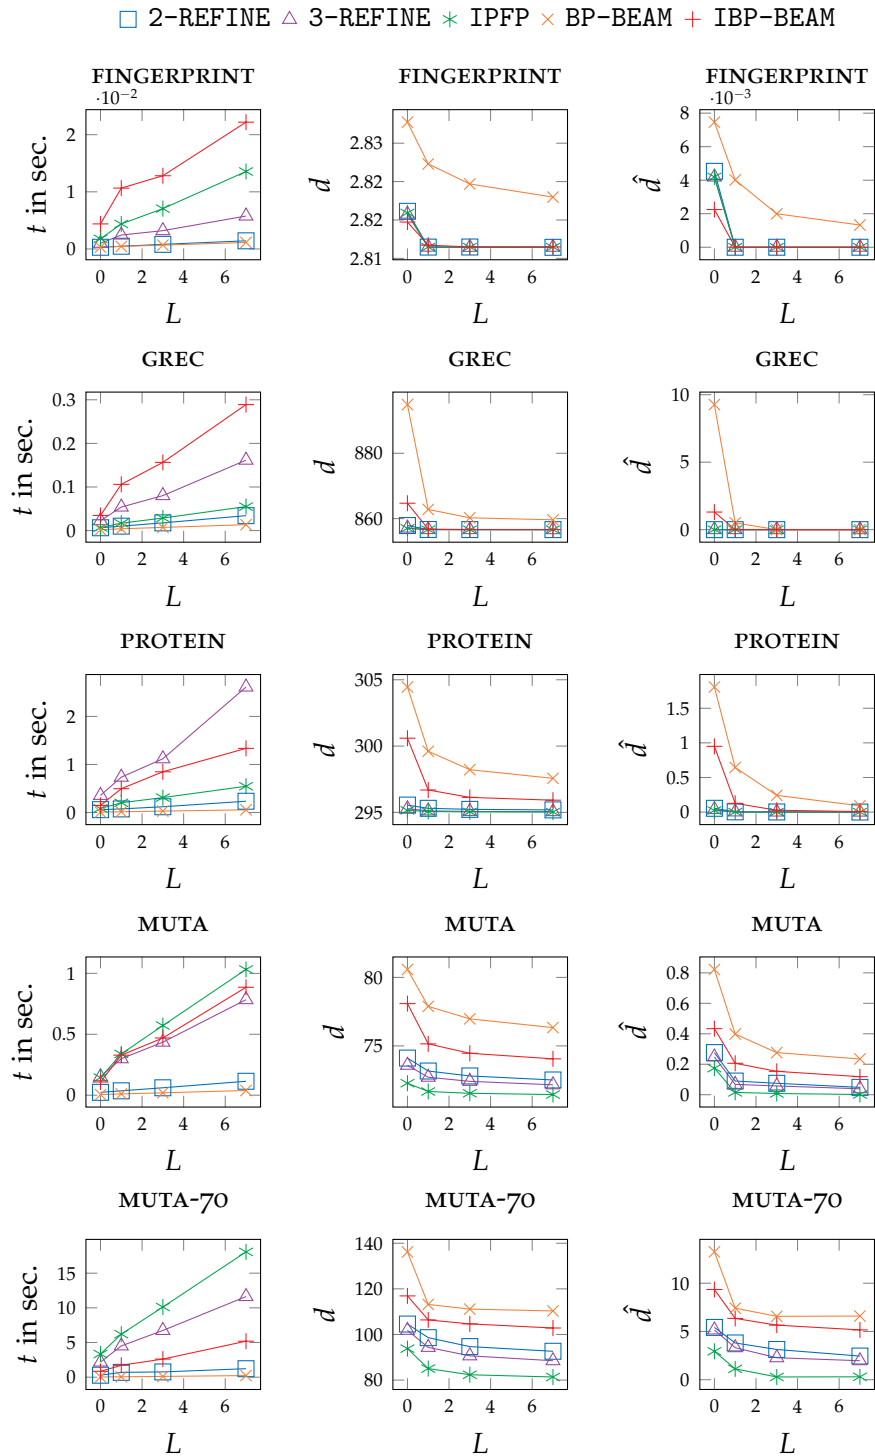 2-REFINE 3-REFINE IPFP BP-BEAM IBP-BEAM
FINGERPRINT FINGERPRINT FINGERPRINT
·10⁻² ·10⁻³
t in sec. 2 1 0
d 2.83 2.82 2.82 2.81
d̂ 8 6 4 2 0
0 2 4 6 0 2 4 6 0 2 4 6
L L L
GREC GREC GREC
t in sec. 0.3 0.2 0.1 0
d 880 860
d̂ 10 5 0
0 2 4 6 0 2 4 6 0 2 4 6
L L L
PROTEIN PROTEIN PROTEIN
t in sec. 2 1 0
d 305 300 295
d̂ 1.5 1 0.5 0
0 2 4 6 0 2 4 6 0 2 4 6
L L L
MUTA MUTA MUTA
t in sec. 1 0.5 0
d 80 75
d̂ 0.8 0.6 0.4 0.2 0
0 2 4 6 0 2 4 6 0 2 4 6
L L L
MUTA-70 MUTA-70 MUTA-70
t in sec. 15 10 5 0
d 140 120 100 80
d̂ 10 5 0
0 2 4 6 0 2 4 6 0 2 4 6
L L L